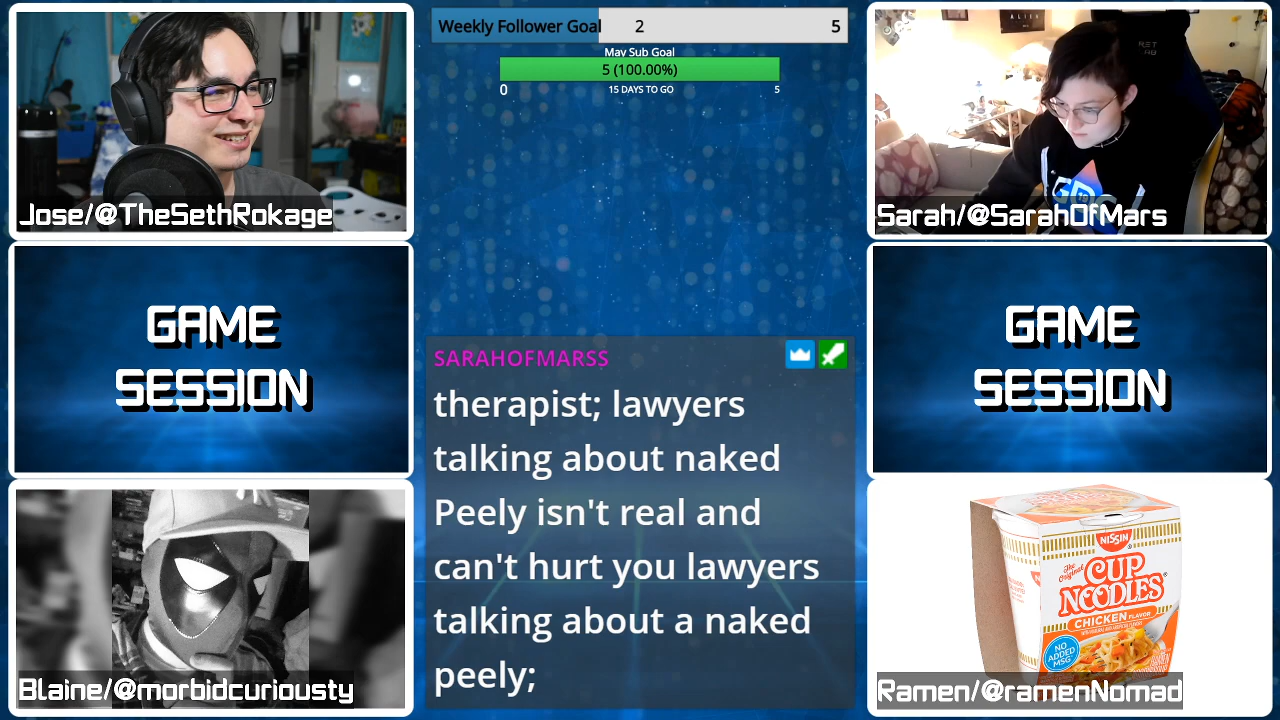 Weekly Follower Goal 2 5
May Sub Goal
5 (100.00%)
0 15 DAYS TO GO 5
Jose/@TheSethRokage
ALIEN
Sarah/@SarahOfMars
GAME
SESSION
GAME
SESSION
SARAHOFMARSS
therapist; lawyers
talking about naked
Peely isn't real and
can't hurt you lawyers
talking about a naked
peely;
Blaine/@morbidcuriousty
NISSIN
The Original
CUP
NOODLES
CHICKEN FLAVOR
NO
ADDED
MSG
Ramen/@ramenNomad